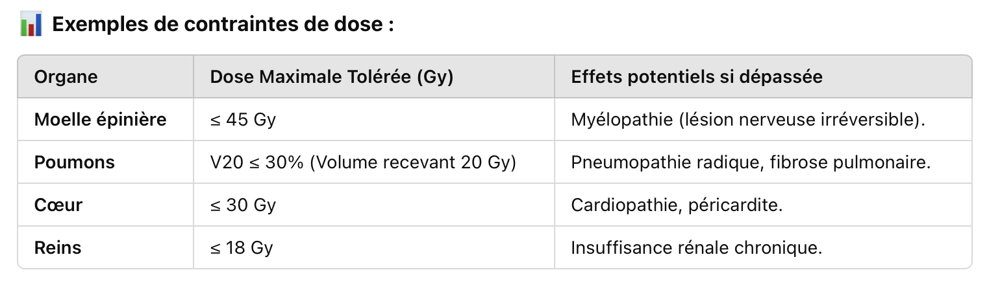 📊 Exemples de contraintes de dose :
Organe Dose Maximale Tolérée (Gy) Effets potentiels si dépassée
Moelle épinière ≤ 45 Gy Myélopathie (lésion nerveuse irréversible).
Poumons V20 ≤ 30% (Volume recevant 20 Gy) Pneumopathie radique, fibrose pulmonaire.
Cœur ≤ 30 Gy Cardiopathie, péricardite.
Reins ≤ 18 Gy Insuffisance rénale chronique.